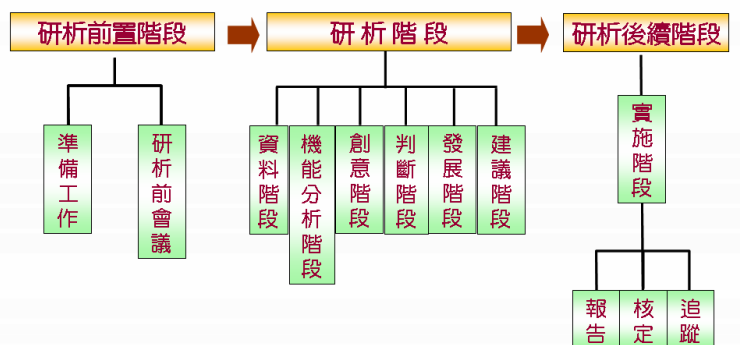 研析前置階段
研析階段
研析後續階段
準備工作
研析前會議
資料階段
機能分析階段
創意階段
判斷階段
發展階段
建議階段
實施階段
報告
核定
追蹤